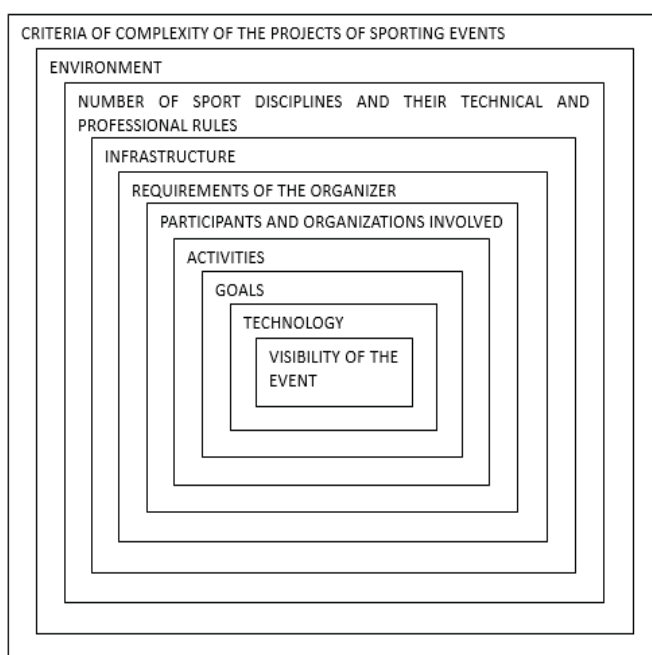 CRITERIA OF COMPLEXITY OF THE PROJECTS OF SPORTING EVENTS
ENVIRONMENT
NUMBER OF SPORT DISCIPLINES AND THEIR TECHNICAL AND
PROFESSIONAL RULES
INFRASTRUCTURE
REQUIREMENTS OF THE ORGANIZER
PARTICIPANTS AND ORGANIZATIONS INVOLVED
ACTIVITIES
GOALS
TECHNOLOGY
VISIBILITY OF THE
EVENT